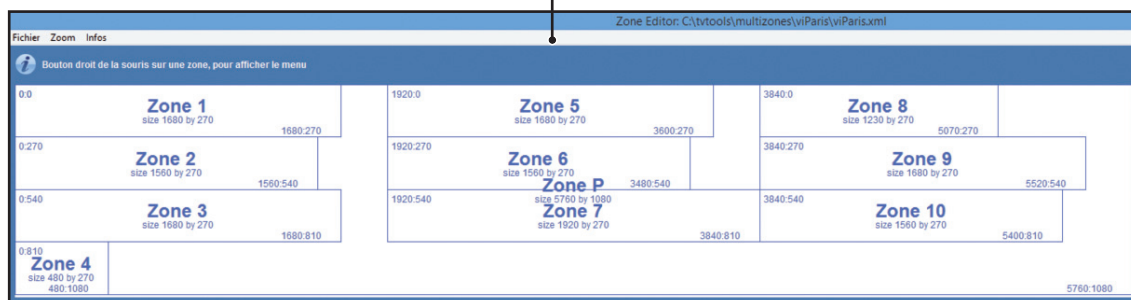 Zone Editor: C:\tvtools\multizones\viParis\viParis.xml
Fichier Zoom Infos
Bouton droit de la souris sur une zone, pour afficher le menu
0:0
Zone 1
size 1680 by 270
1680:270
1920:0
Zone 5
size 1680 by 270
3600:270
3840:0
Zone 8
size 1230 by 270
5070:270
0:270
Zone 2
size 1560 by 270
1560:540
1920:270
Zone 6
size 1560 by 270
3480:540
Zone P
size 5760 by 1080
3840:270
Zone 9
size 1680 by 270
5520:540
0:540
Zone 3
size 1680 by 270
1680:810
1920:540
Zone 7
size 1920 by 270
3840:810
3840:540
Zone 10
size 1560 by 270
5400:810
0:810
Zone 4
size 480 by 270
480:1080
5760:1080